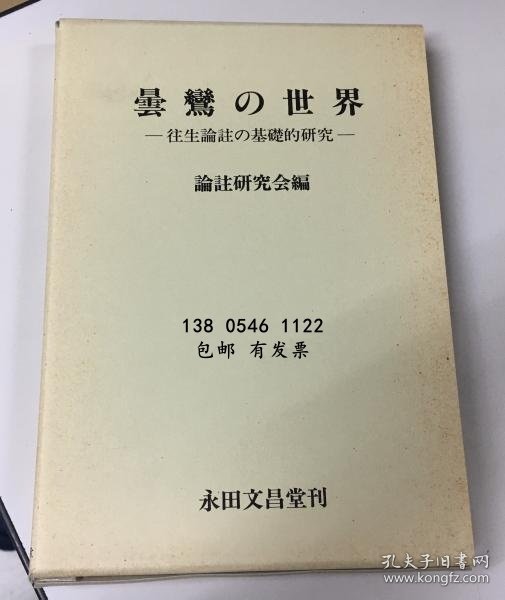 曇鸞の世界
―往生論註の基礎的研究―
論註研究会編
138 0546 1122
包邮 有发票
永田文昌堂刊
孔夫子旧书网
www.kongfz.com